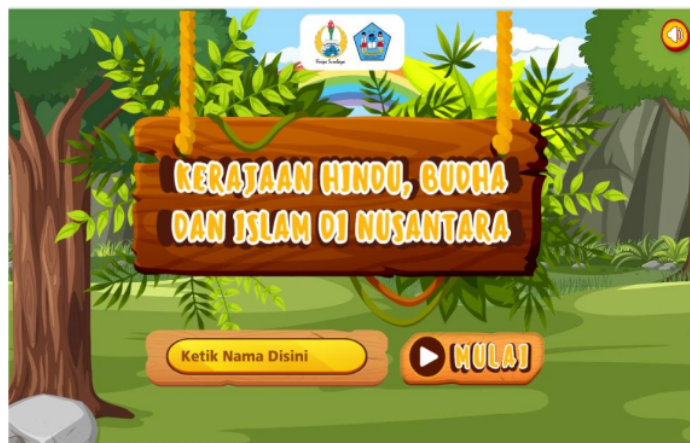 KERAJAAN HINDU, BUDHA
DAN ISLAM DI NUSANTARA
Ketik Nama Disini
MULAI